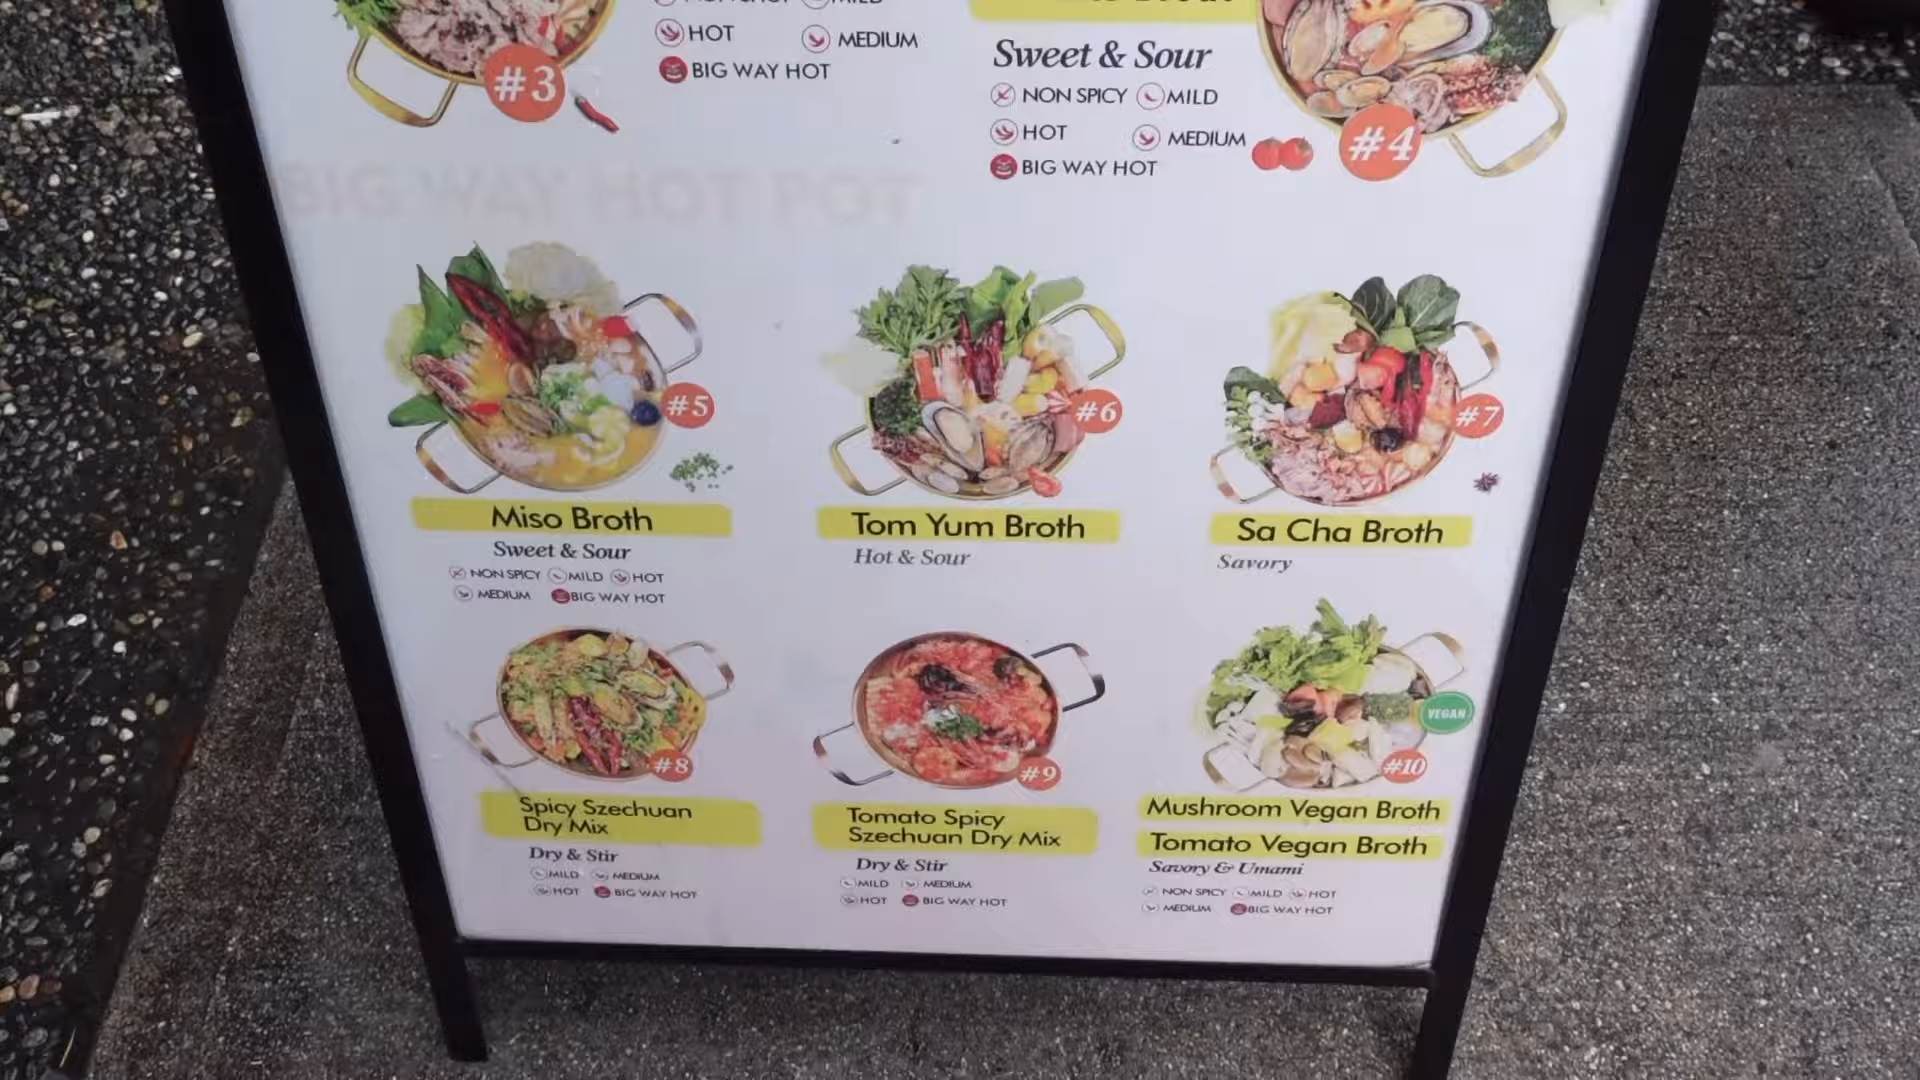 HOT MEDIUM
BIG WAY HOT
#3
Sweet & Sour
NON SPICY MILD
HOT MEDIUM
BIG WAY HOT
#4
BIG WAY HOT POT
#5
#6
#7
Miso Broth
Sweet & Sour
NON SPICY MILD HOT
MEDIUM BIG WAY HOT
Tom Yum Broth
Hot & Sour
Sa Cha Broth
Savory
#8
#9
VEGAN
#10
Spicy Szechuan
Dry Mix
Dry & Stir
MILD MEDIUM
HOT BIG WAY HOT
Tomato Spicy
Szechuan Dry Mix
Dry & Stir
MILD MEDIUM
HOT BIG WAY HOT
Mushroom Vegan Broth
Tomato Vegan Broth
Savory & Umami
NON SPICY MILD HOT
MEDIUM BIG WAY HOT